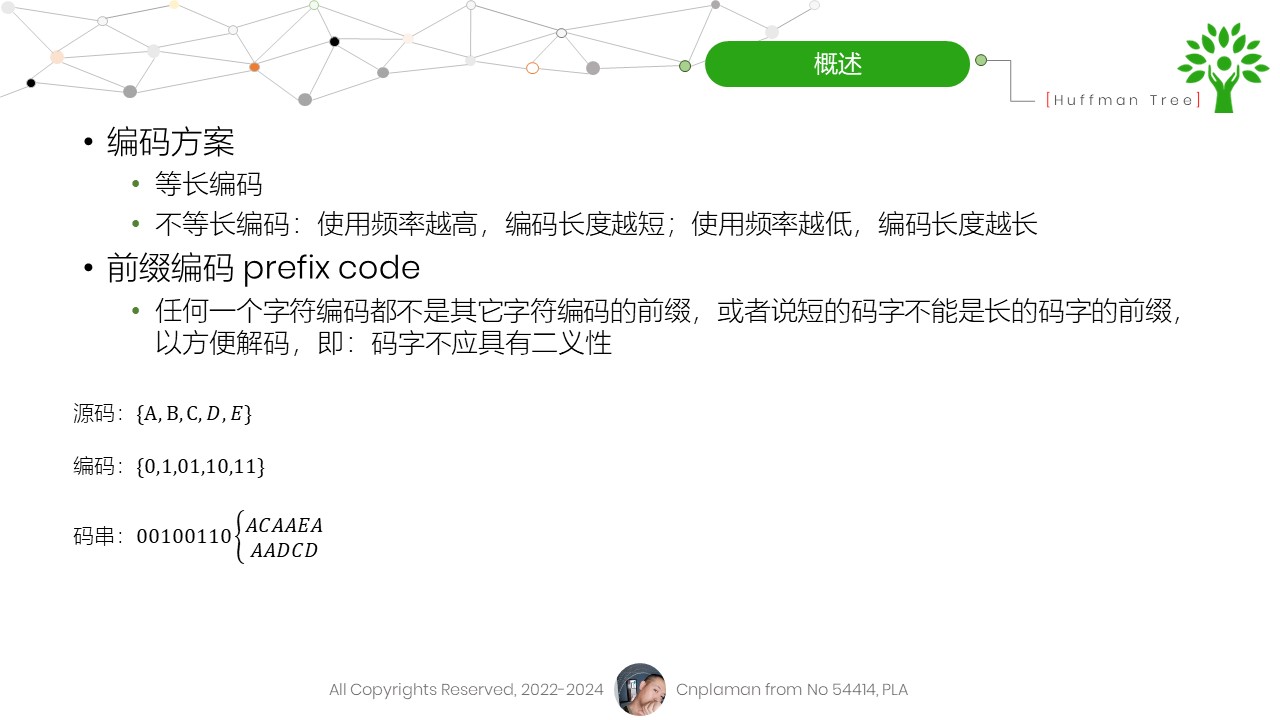 概述
[Huffman Tree]
• 编码方案
• 等长编码
• 不等长编码：使用频率越高，编码长度越短；使用频率越低，编码长度越长
• 前缀编码 prefix code
• 任何一个字符编码都不是其它字符编码的前缀，或者说短的码字不能是长的码字的前缀，
以方便解码，即：码字不应具有二义性
源码：{A, B, C, D, E}
编码：{0,1,01,10,11}
码串：00100110{ACAAEA
AADCD
All Copyrights Reserved, 2022-2024 Cnplaman from No 54414, PLA